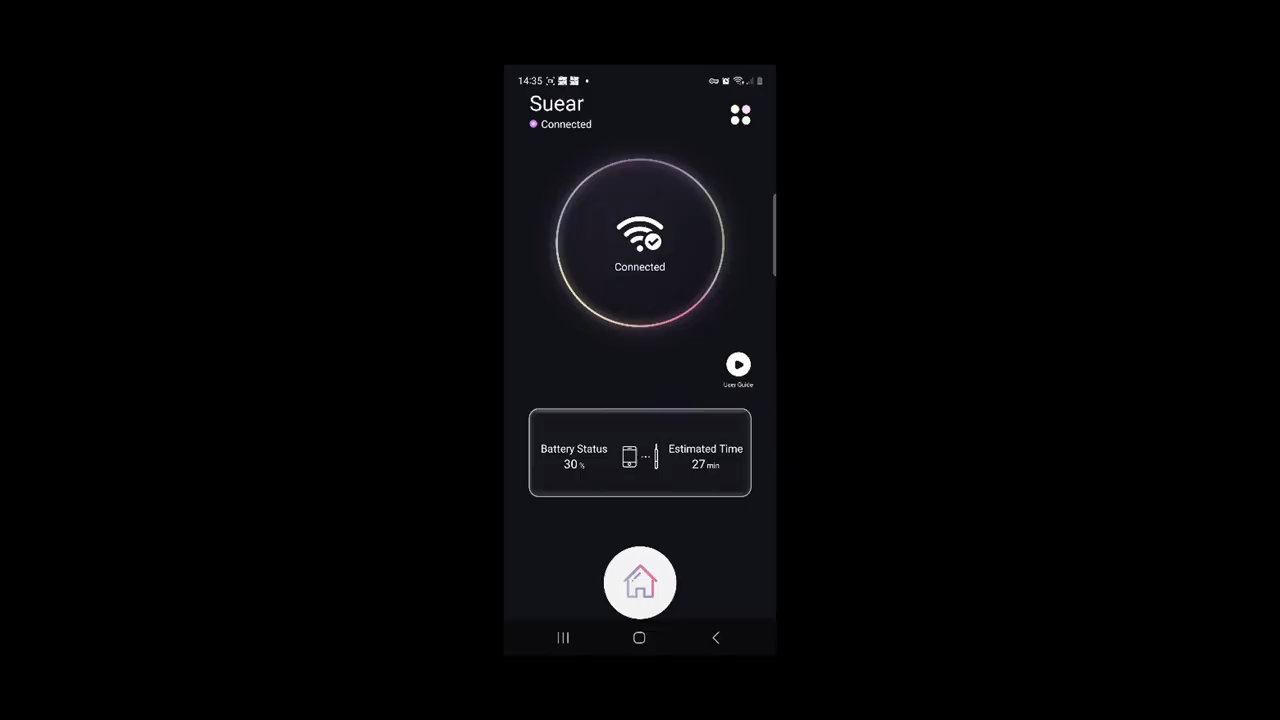 14:35
Suear
Connected
Connected
User Guide
Battery Status
30 %
Estimated Time
27 min